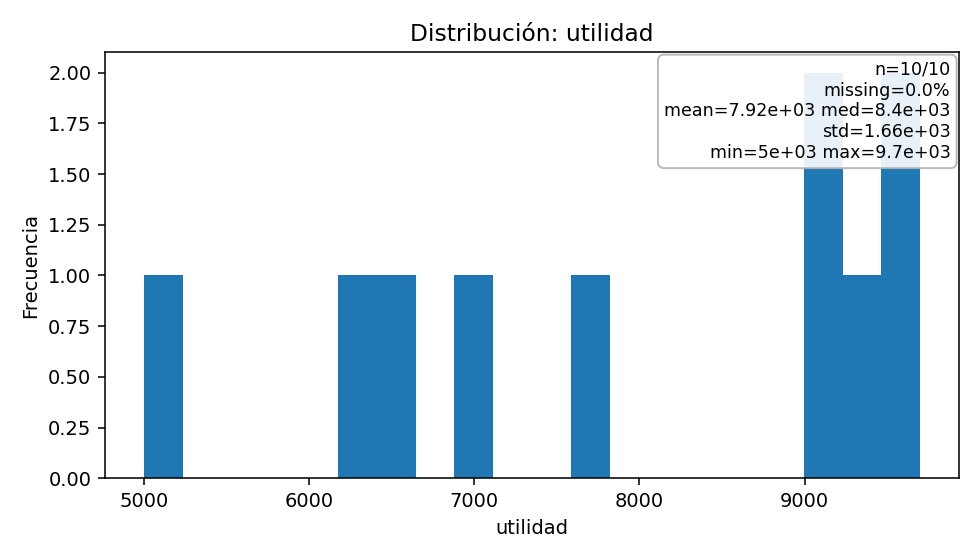 Distribución: utilidad
n=10/10
missing=0.0%
mean=7.92e+03 med=8.4e+03
std=1.66e+03
min=5e+03 max=9.7e+03
Frecuencia
2.00
1.75
1.50
1.25
1.00
0.75
0.50
0.25
0.00
5000 6000 7000 8000 9000
utilidad